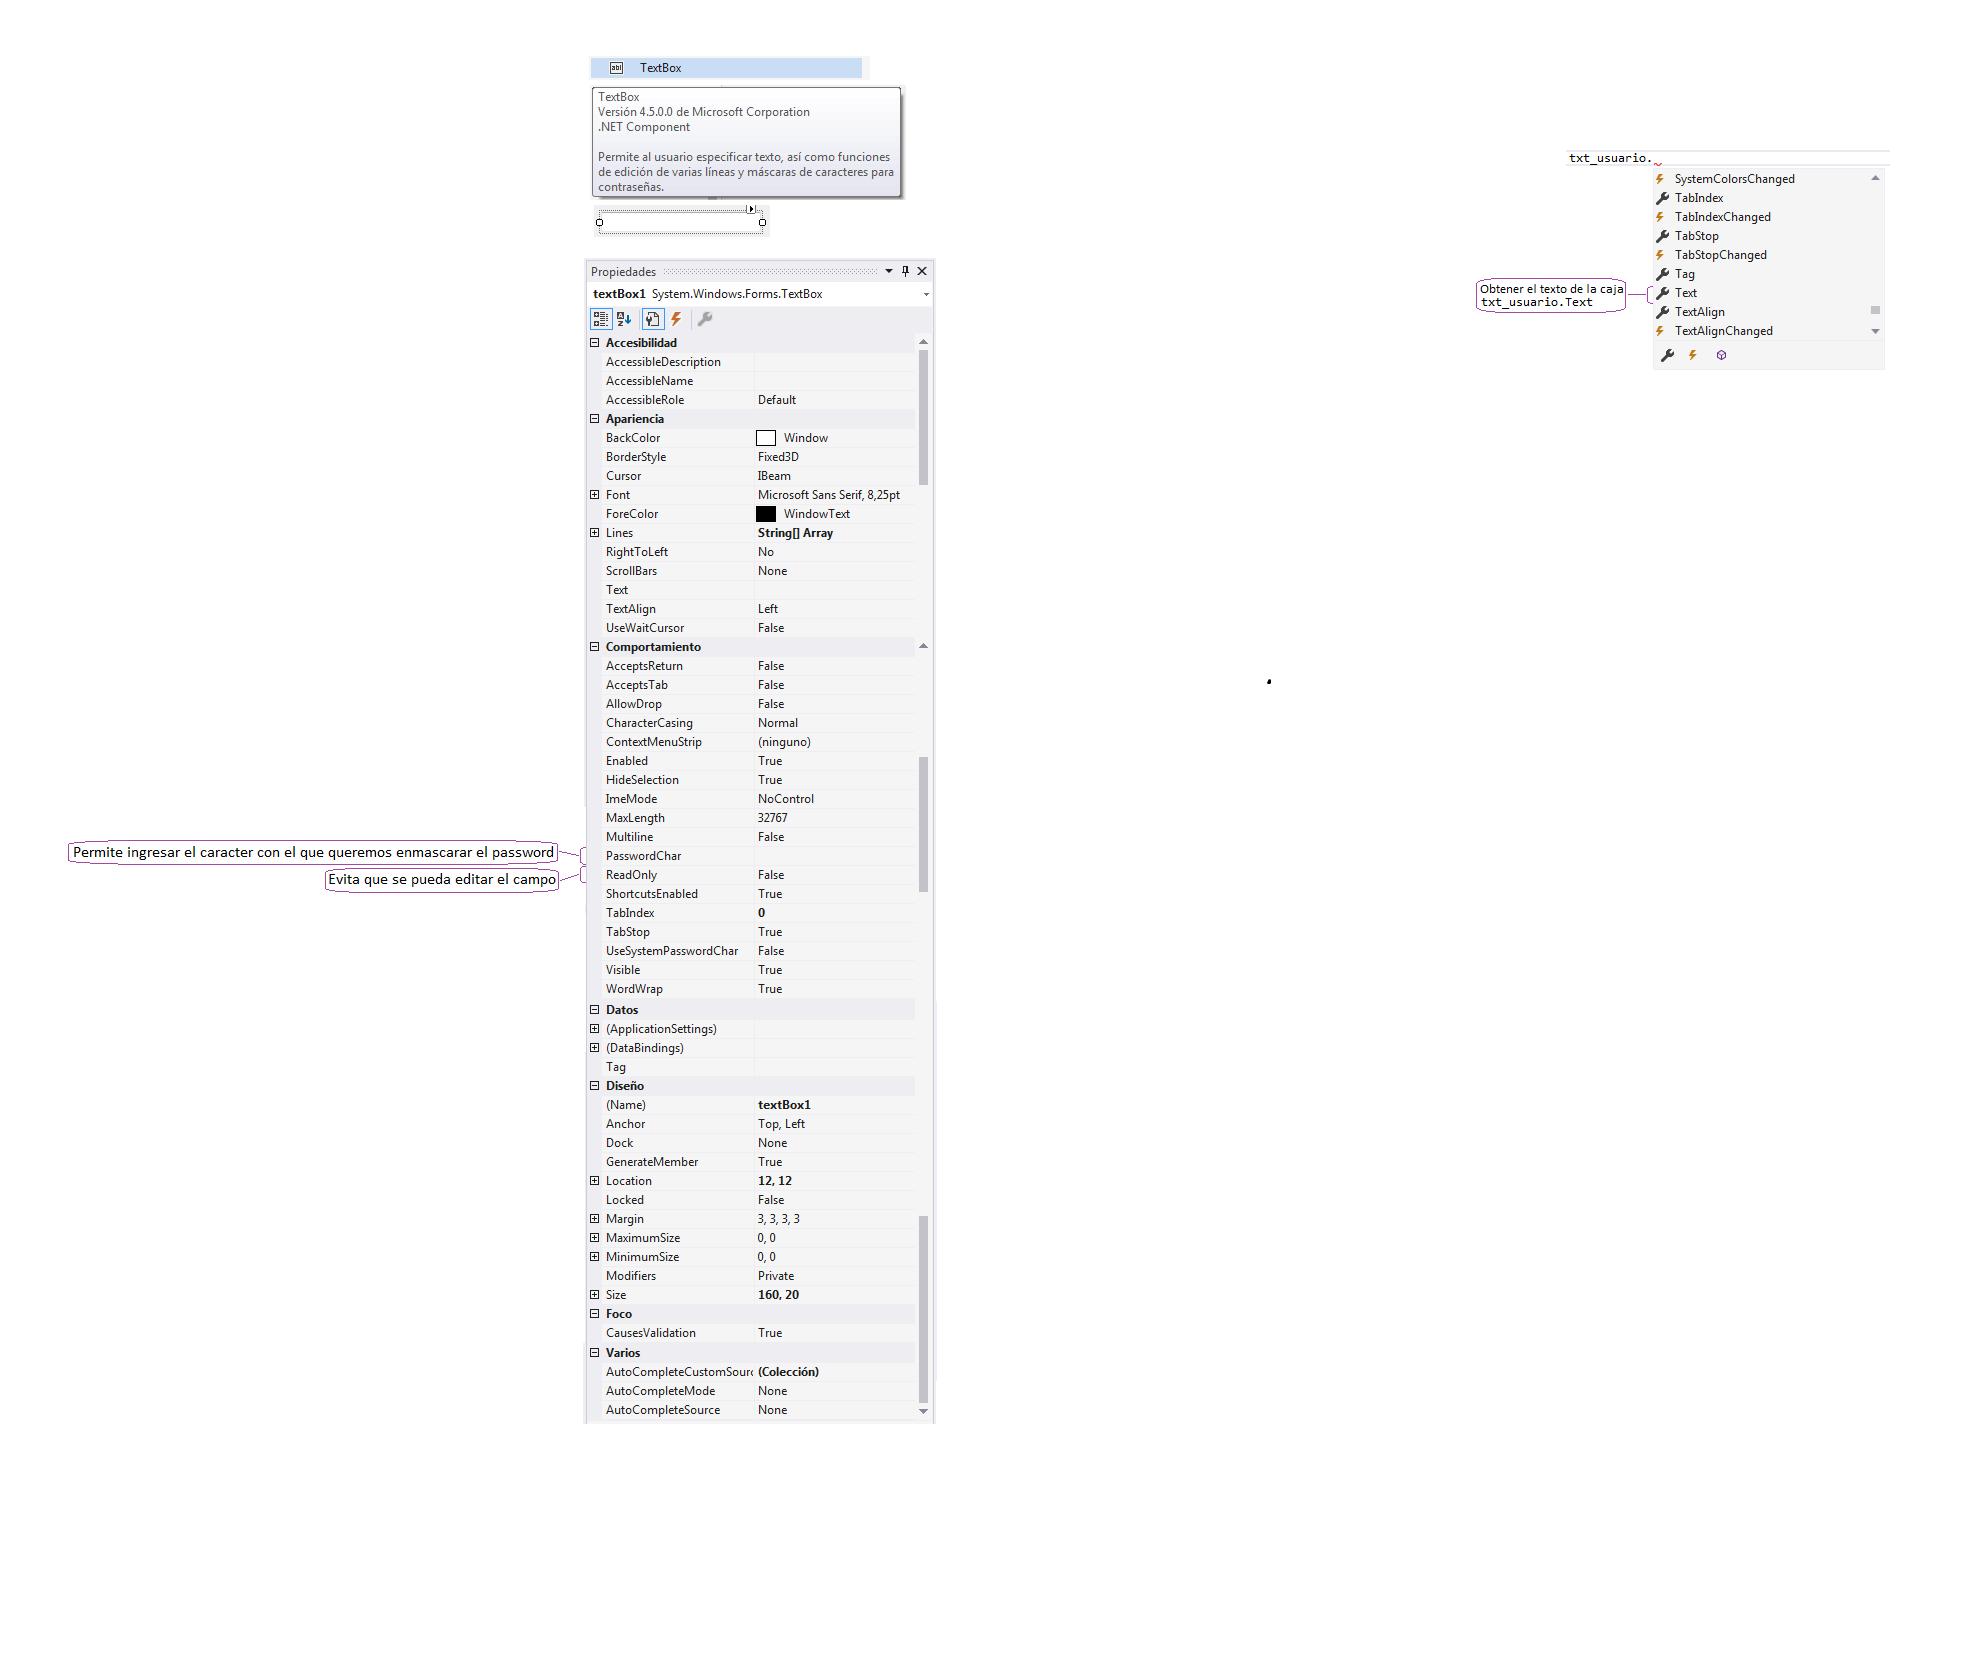 TextBox
TextBox
Versión 4.5.0.0 de Microsoft Corporation
.NET Component
Permite al usuario especificar texto, así como funciones
de edición de varias líneas y máscaras de caracteres para
contraseñas.
Propiedades
textBox1 System.Windows.Forms.TextBox
Accesibilidad
AccessibleDescription
AccessibleName
AccessibleRole Default
Apariencia
BackColor Window
BorderStyle Fixed3D
Cursor IBeam
Font Microsoft Sans Serif, 8,25pt
ForeColor WindowText
Lines String[] Array
RightToLeft No
ScrollBars None
Text
TextAlign Left
UseWaitCursor False
Comportamiento
AcceptsReturn False
AcceptsTab False
AllowDrop False
CharacterCasing Normal
ContextMenuStrip (ninguno)
Enabled True
HideSelection True
ImeMode NoControl
MaxLength 32767
Multiline False
PasswordChar
ReadOnly False
ShortcutsEnabled True
TabIndex 0
TabStop True
UseSystemPasswordChar False
Visible True
WordWrap True
Datos
(ApplicationSettings)
(DataBindings)
Tag
Diseño
(Name) textBox1
Anchor Top, Left
Dock None
GenerateMember True
Location 12, 12
Locked False
Margin 3, 3, 3, 3
MaximumSize 0, 0
MinimumSize 0, 0
Modifiers Private
Size 160, 20
Foco
CausesValidation True
Varios
AutoCompleteCustomSourc (Colección)
AutoCompleteMode None
AutoCompleteSource None
Permite ingresar el caracter con el que queremos enmascarar el password
Evita que se pueda editar el campo
txt_usuario.
SystemColorsChanged
TabIndex
TabIndexChanged
TabStop
TabStopChanged
Tag
Text
TextAlign
TextAlignChanged
Obtener el texto de la caja
txt_usuario.Text